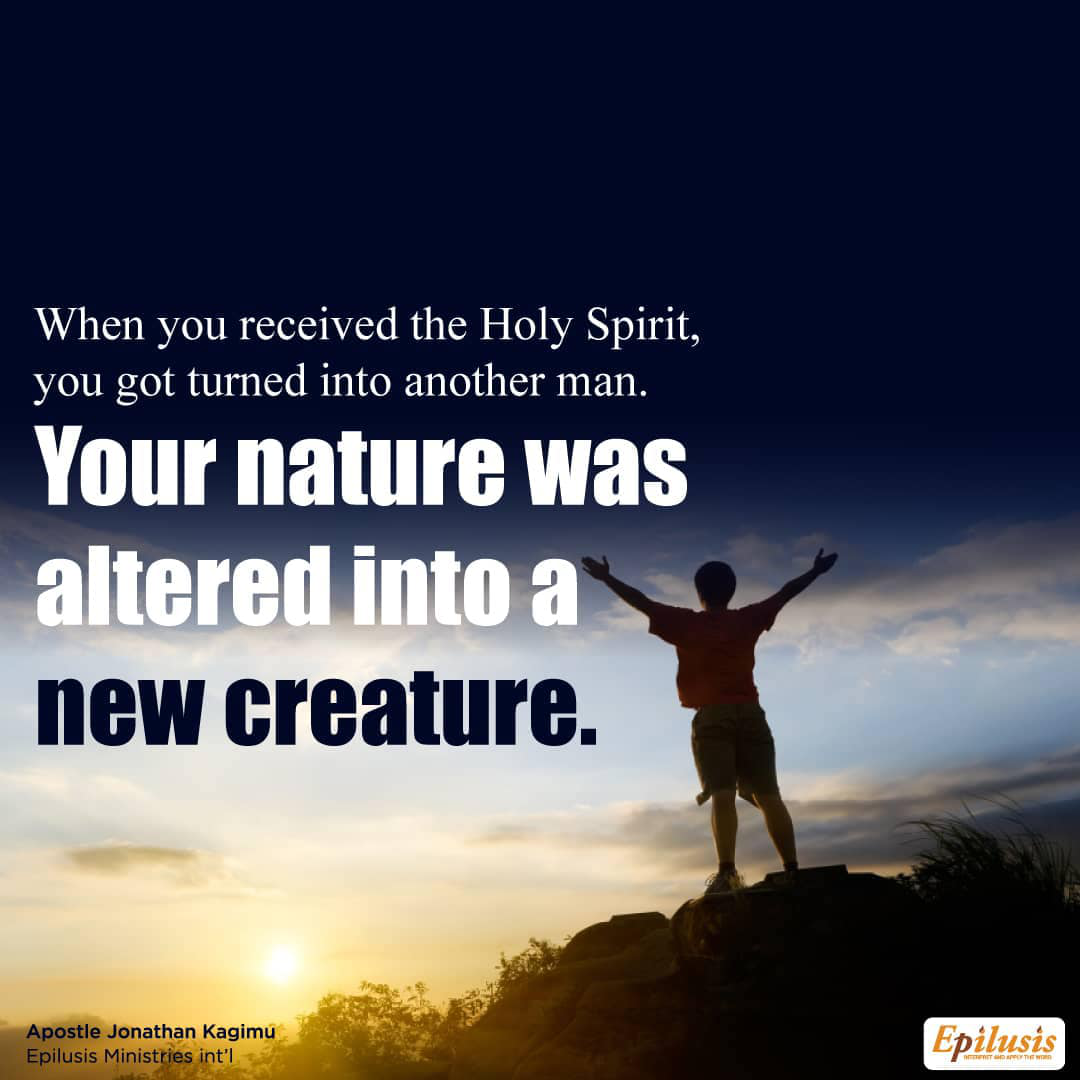 When you received the Holy Spirit,
you got turned into another man.
Your nature was
altered into a
new creature.
Apostle Jonathan Kagimu
Epilusis Ministries int'l
Epilusis
INTERPRET AND APPLY THE WORD